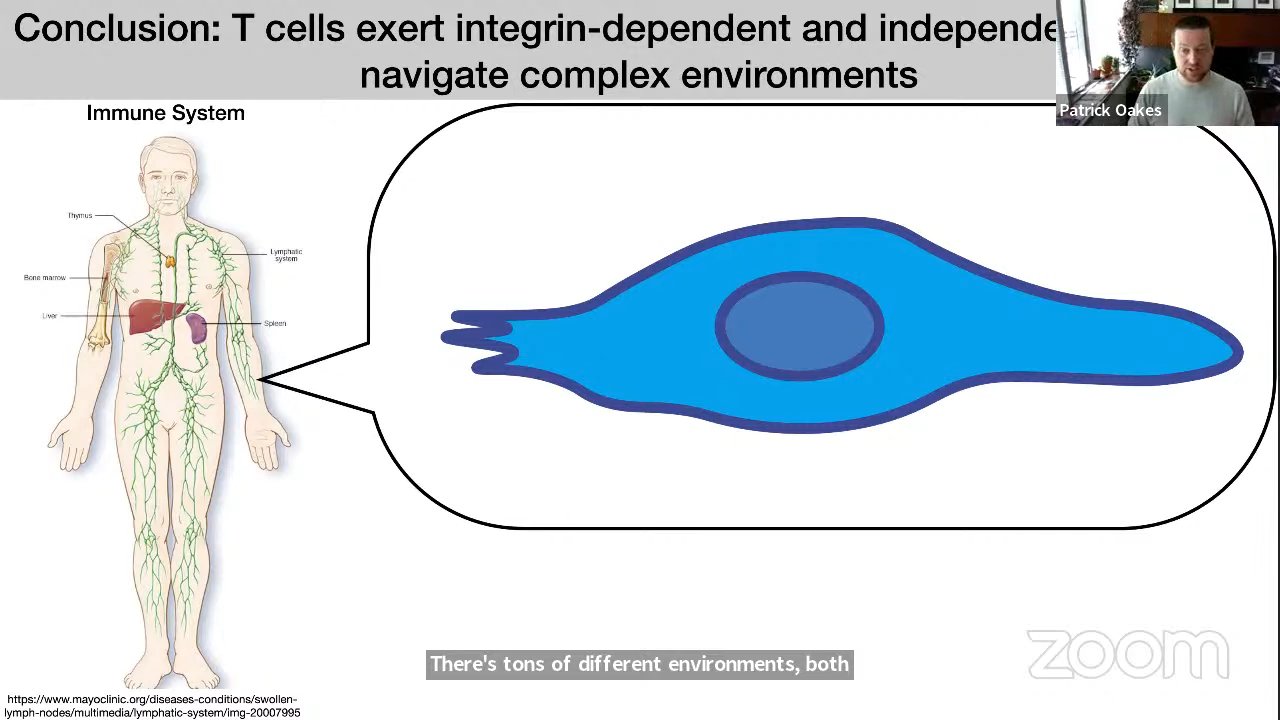 Conclusion: T cells exert integrin-dependent and independe
navigate complex environments
Patrick Oakes
Immune System
Thymus
Lymphatic
system
Bone marrow
Liver
Spleen
There's tons of different environments, both
zoom
https://www.mayoclinic.org/diseases-conditions/swollen-
lymph-nodes/multimedia/lymphatic-system/img-20007995